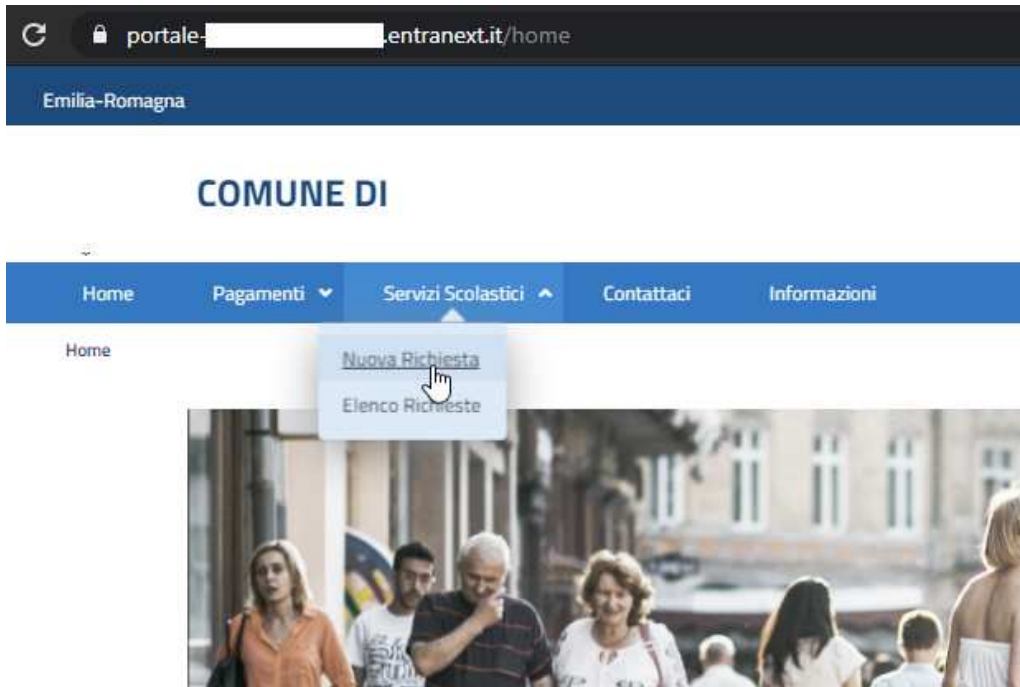 portale- .entranext.it/home
Emilia-Romagna
COMUNE DI
Home Pagamenti Servizi Scolastici Contattaci Informazioni
Home
Nuova Richiesta
Elenco Richieste